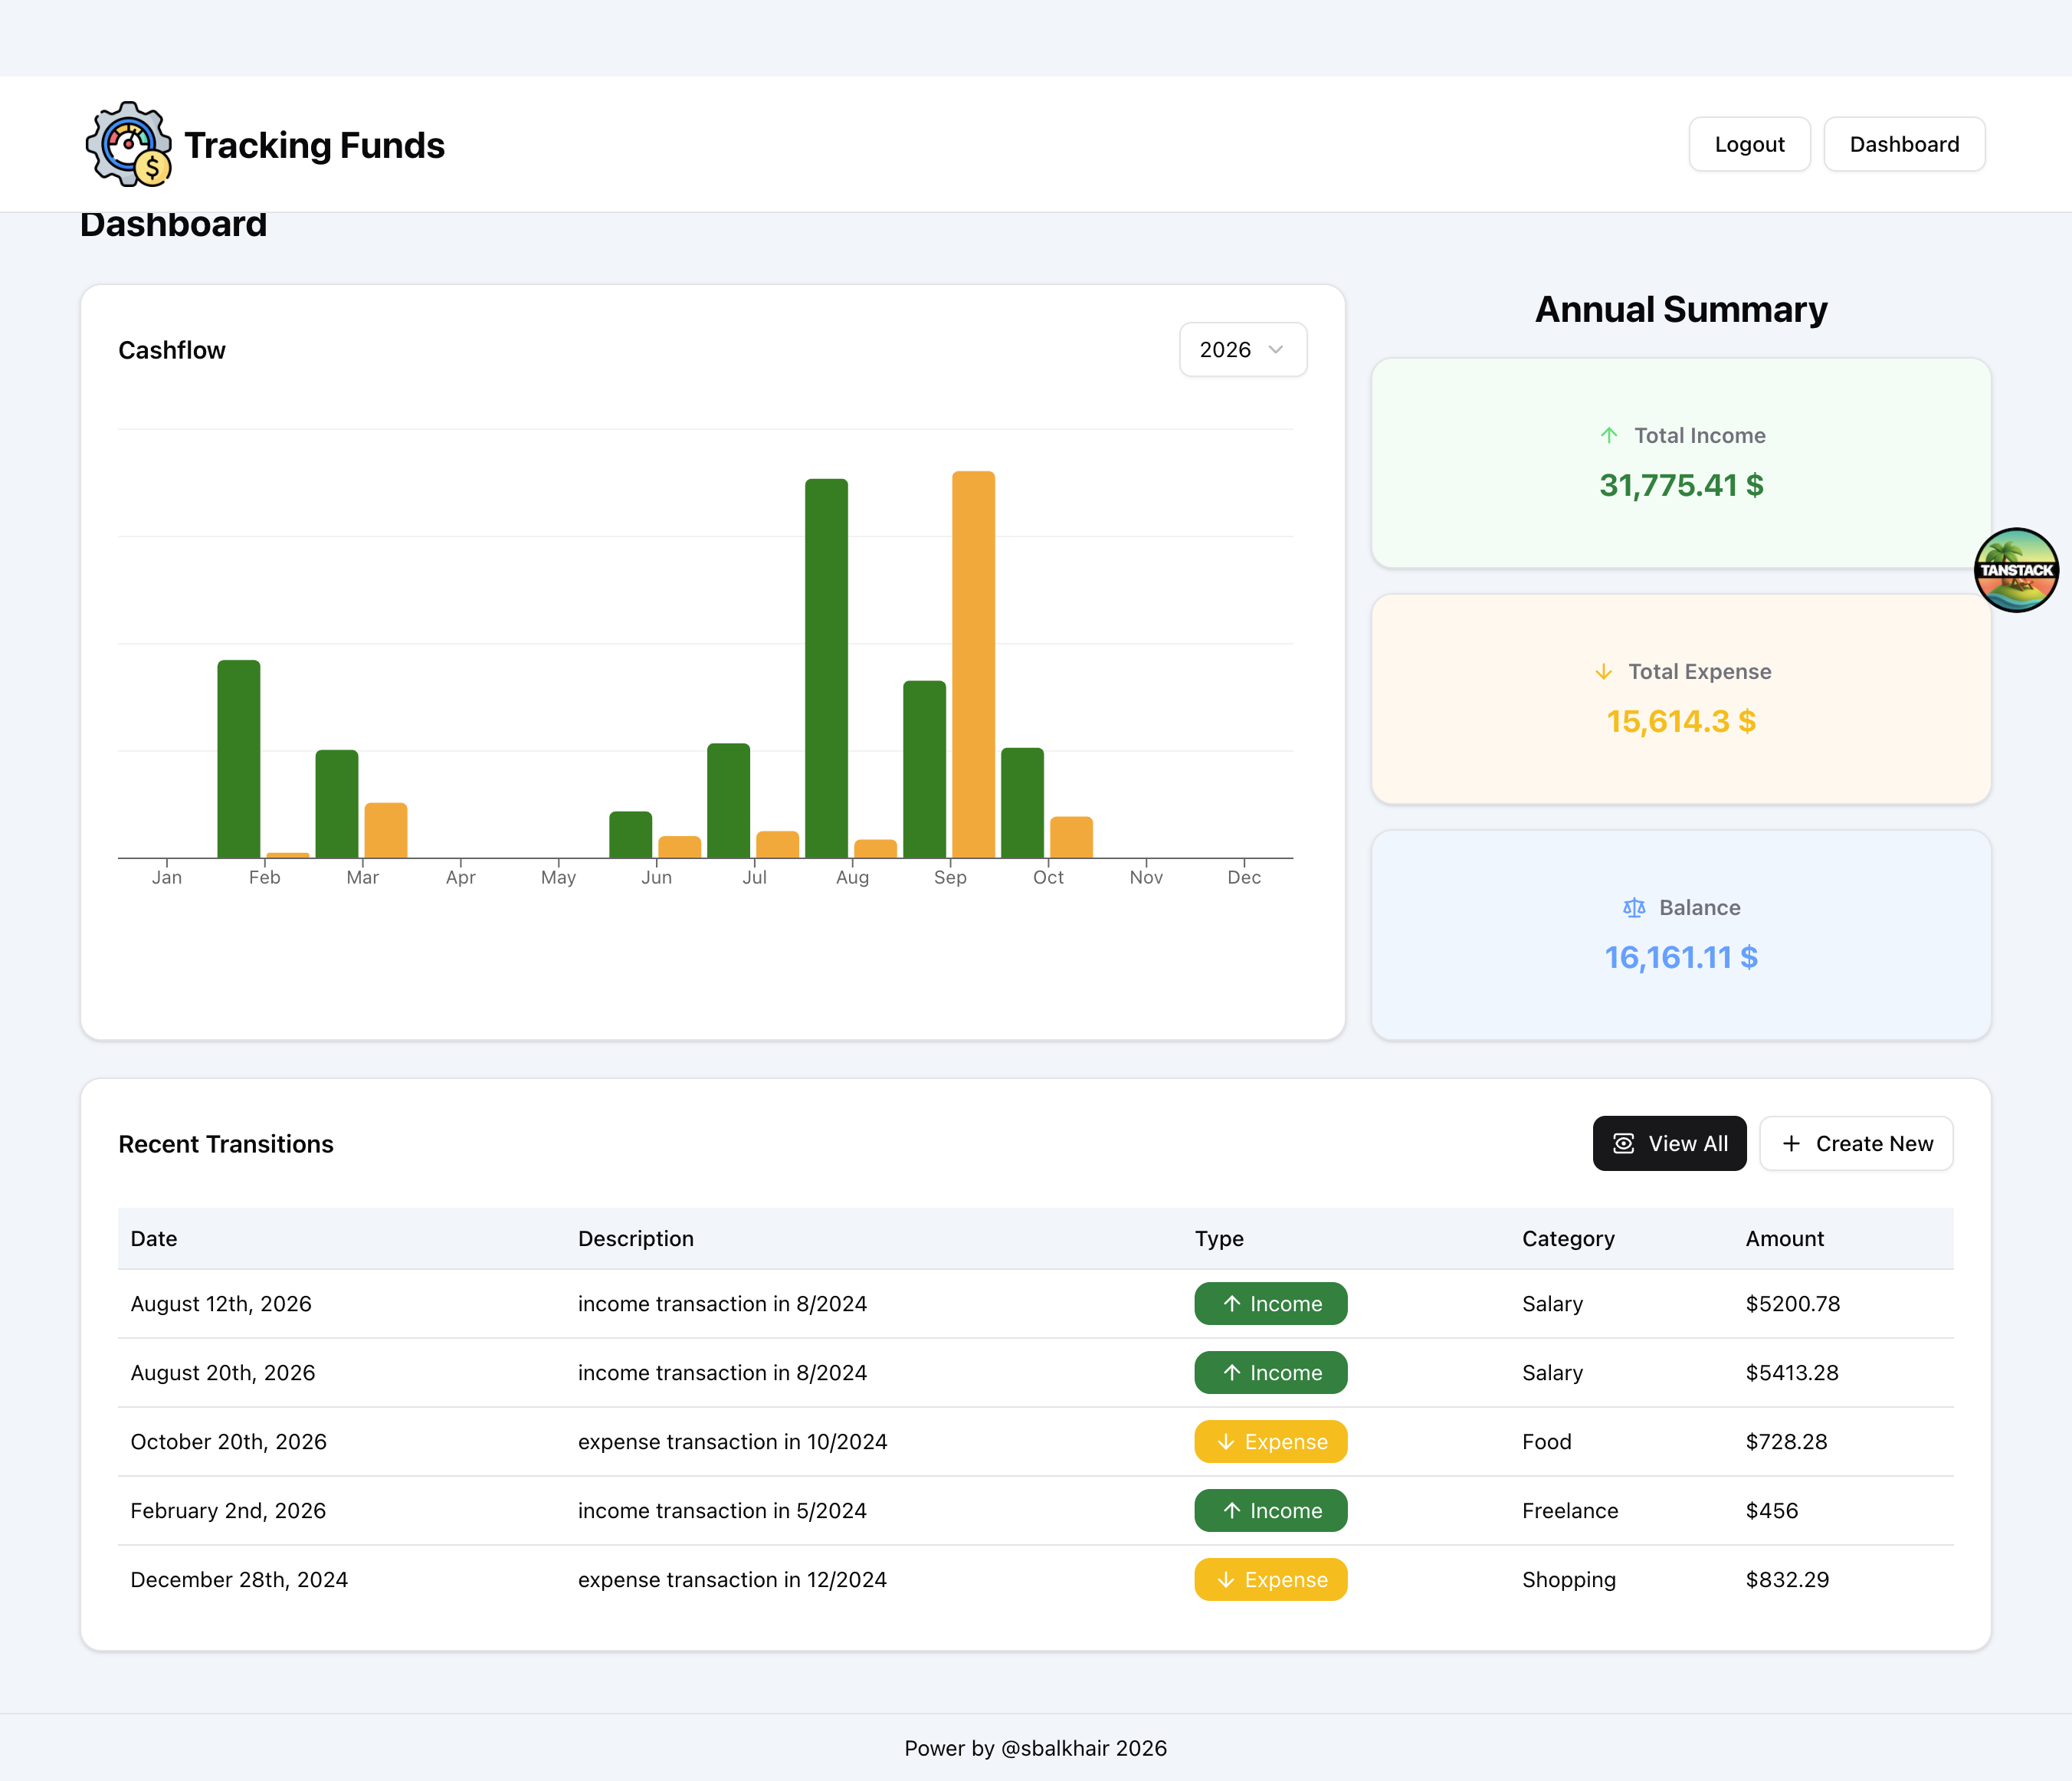 Tracking Funds
Logout
Dashboard
Dashboard
Cashflow
2026
Jan Feb Mar Apr May Jun Jul Aug Sep Oct Nov Dec
Annual Summary
Total Income
31,775.41 $
TANSTACK
Total Expense
15,614.3 $
Balance
16,161.11 $
Recent Transitions
View All
Create New
Date Description Type Category Amount
August 12th, 2026 income transaction in 8/2024 Income Salary $5200.78
August 20th, 2026 income transaction in 8/2024 Income Salary $5413.28
October 20th, 2026 expense transaction in 10/2024 Expense Food $728.28
February 2nd, 2026 income transaction in 5/2024 Income Freelance $456
December 28th, 2024 expense transaction in 12/2024 Expense Shopping $832.29
Power by @sbalkhair 2026